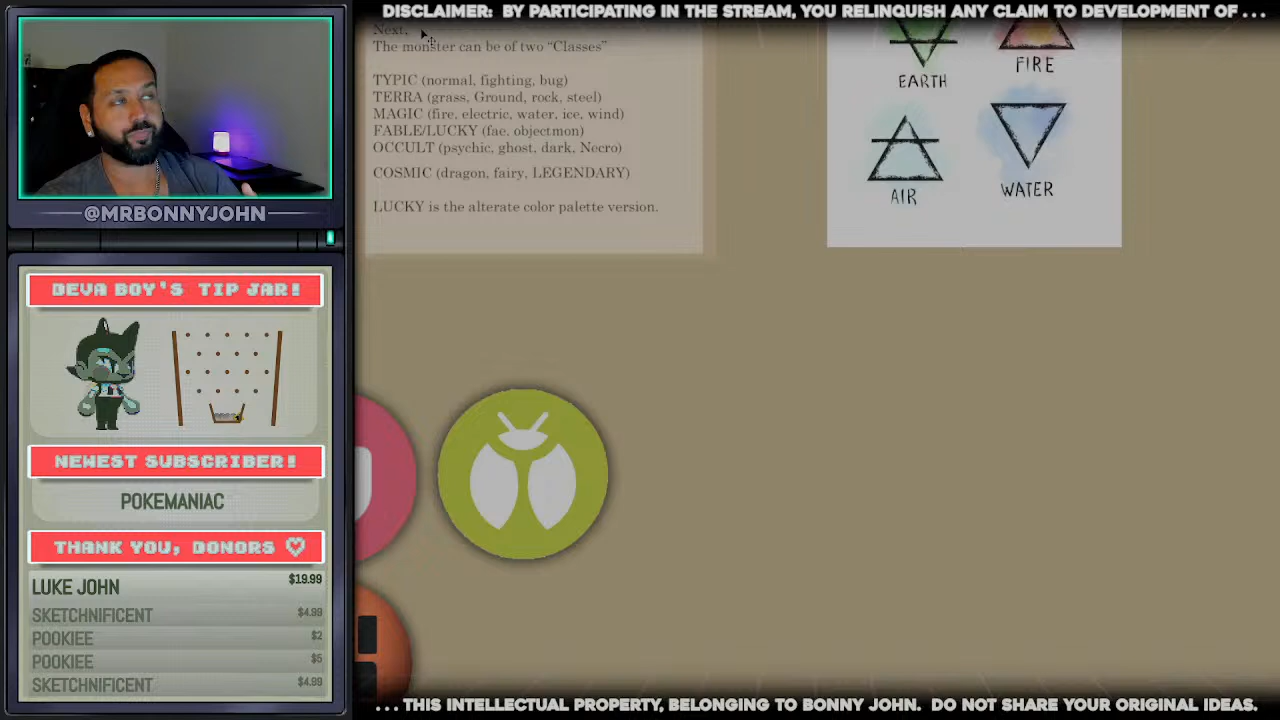 DISCLAIMER: BY PARTICIPATING IN THE STREAM, YOU RELINQUISH ANY CLAIM TO DEVELOPMENT OF . . .
Next,
The monster can be of two “Classes”
TYPIC (normal, fighting, bug)
TERRA (grass, Ground, rock, steel)
MAGIC (fire, electric, water, ice, wind)
FABLE/LUCKY (fae, objectmon)
OCCULT (psychic, ghost, dark, Necro)
COSMIC (dragon, fairy, LEGENDARY)
LUCKY is the alterate color palette version.
EARTH
FIRE
AIR
WATER
@MRBONNYJOHN
DEVA BOY'S TIP JAR!
NEWEST SUBSCRIBER!
POKEMANIAC
THANK YOU, DONORS
LUKE JOHN $19.99
SKETCHNIFICENT $4.99
POOKIEE $2
POOKIEE $5
SKETCHNIFICENT $4.99
. . . THIS INTELLECTUAL PROPERTY, BELONGING TO BONNY JOHN. DO NOT SHARE YOUR ORIGINAL IDEAS.